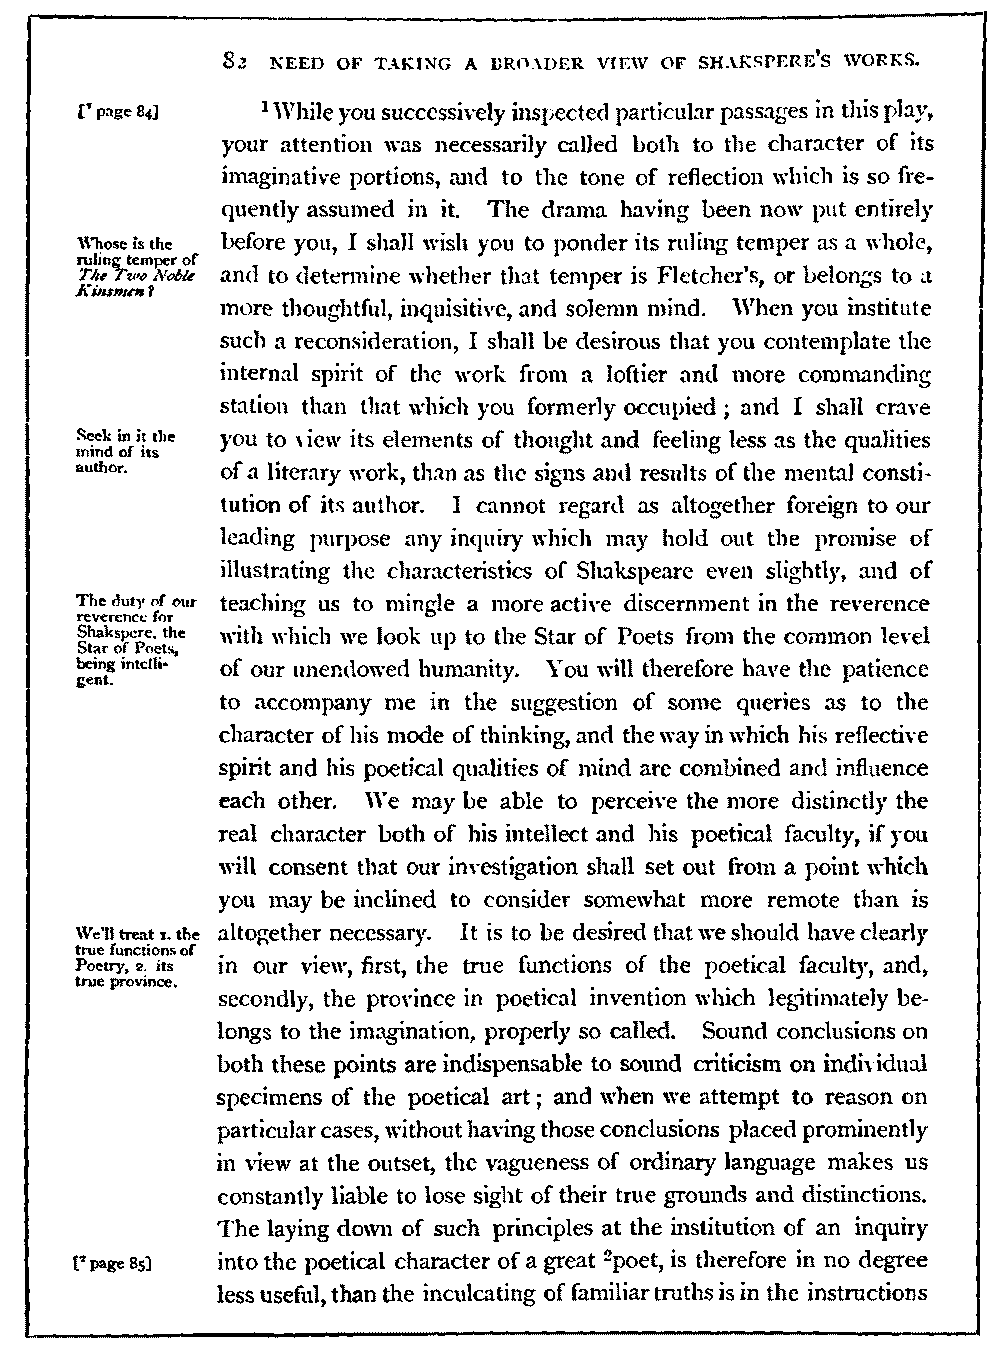 82 NEED OF TAKING A BROADER VIEW OF SHAKSPERE'S WORKS.
[¹ page 84]
¹While you successively inspected particular passages in this play,
your attention was necessarily called both to the character of its
imaginative portions, and to the tone of reflection which is so fre-
quently assumed in it. The drama having been now put entirely
Whose is the
ruling temper of
The Two Noble
Kinsmen?
before you, I shall wish you to ponder its ruling temper as a whole,
and to determine whether that temper is Fletcher's, or belongs to a
more thoughtful, inquisitive, and solemn mind. When you institute
such a reconsideration, I shall be desirous that you contemplate the
internal spirit of the work from a loftier and more commanding
station than that which you formerly occupied; and I shall crave
Seek in it the
mind of its
author.
you to view its elements of thought and feeling less as the qualities
of a literary work, than as the signs and results of the mental consti-
tution of its author. I cannot regard as altogether foreign to our
leading purpose any inquiry which may hold out the promise of
illustrating the characteristics of Shakspeare even slightly, and of
The duty of our
reverence for
Shakspere, the
Star of Poets,
being intelli-
gent.
teaching us to mingle a more active discernment in the reverence
with which we look up to the Star of Poets from the common level
of our unendowed humanity. You will therefore have the patience
to accompany me in the suggestion of some queries as to the
character of his mode of thinking, and the way in which his reflective
spirit and his poetical qualities of mind are combined and influence
each other. We may be able to perceive the more distinctly the
real character both of his intellect and his poetical faculty, if you
will consent that our investigation shall set out from a point which
you may be inclined to consider somewhat more remote than is
We'll treat 1. the
true functions of
Poetry, 2. its
true province.
altogether necessary. It is to be desired that we should have clearly
in our view, first, the true functions of the poetical faculty, and,
secondly, the province in poetical invention which legitimately be-
longs to the imagination, properly so called. Sound conclusions on
both these points are indispensable to sound criticism on individual
specimens of the poetical art; and when we attempt to reason on
particular cases, without having those conclusions placed prominently
in view at the outset, the vagueness of ordinary language makes us
constantly liable to lose sight of their true grounds and distinctions.
The laying down of such principles at the institution of an inquiry
[² page 85]
into the poetical character of a great ²poet, is therefore in no degree
less useful, than the inculcating of familiar truths is in the instructions